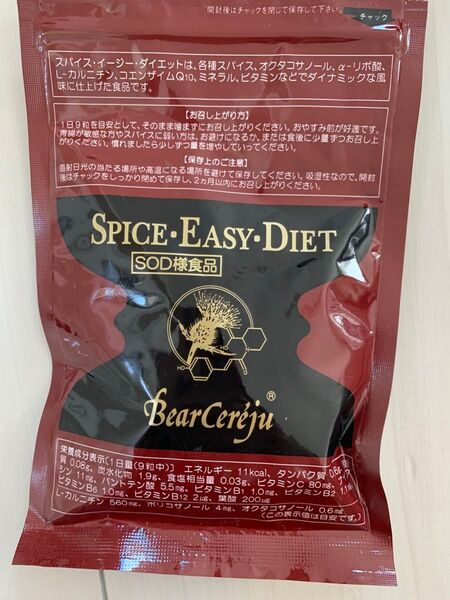 開封後はチャックを閉じて保存して下さい。
チャック
スパイス・イージー・ダイエットは、各種スパイス、オクタコサノール、α-リポ酸、
L-カルニチン、コエンザイムQ10、ミネラル、ビタミンなどでダイナミックな風
味に仕上げた食品です。
【お召し上がり方】
1日9粒を目安として、そのまま噛まずにお召し上がりください。おやすみ前が好適です。
胃腸が敏感な方やスパイスに弱い方は、お避けになるか、または食後に少量ずつお召し上
がりください。慣れましたら少しずつ量を増やしていってください。
【保存上のご注意】
直射日光の当たる場所や高温になる場所を避けて保存してください。吸湿性なので、開封
後はチャックをしっかり閉めて保存し、2ヵ月以内にお召し上がりください。
SPICE・EASY・DIET
SOD様食品
HO
O
BearCeréju ®
栄養成分表示〔1日量(9粒中)〕 エネルギー 11kcal、タンパク質
質 0.08g、炭水化物 1.9g、食塩相当量 0.03g、ビタミンC 80mg、
シン 11mg、パントテン酸 5.5mg、ビタミンB1 1.0mg、ビタミンB2
ビタミンB6 1.0mg、ビタミンB12 2μg、葉酸 200μg
L-カルニチン 560mg、ポリコサノール 4mg、オクタコサノール 0.6mg
(この表示値は目安です。)